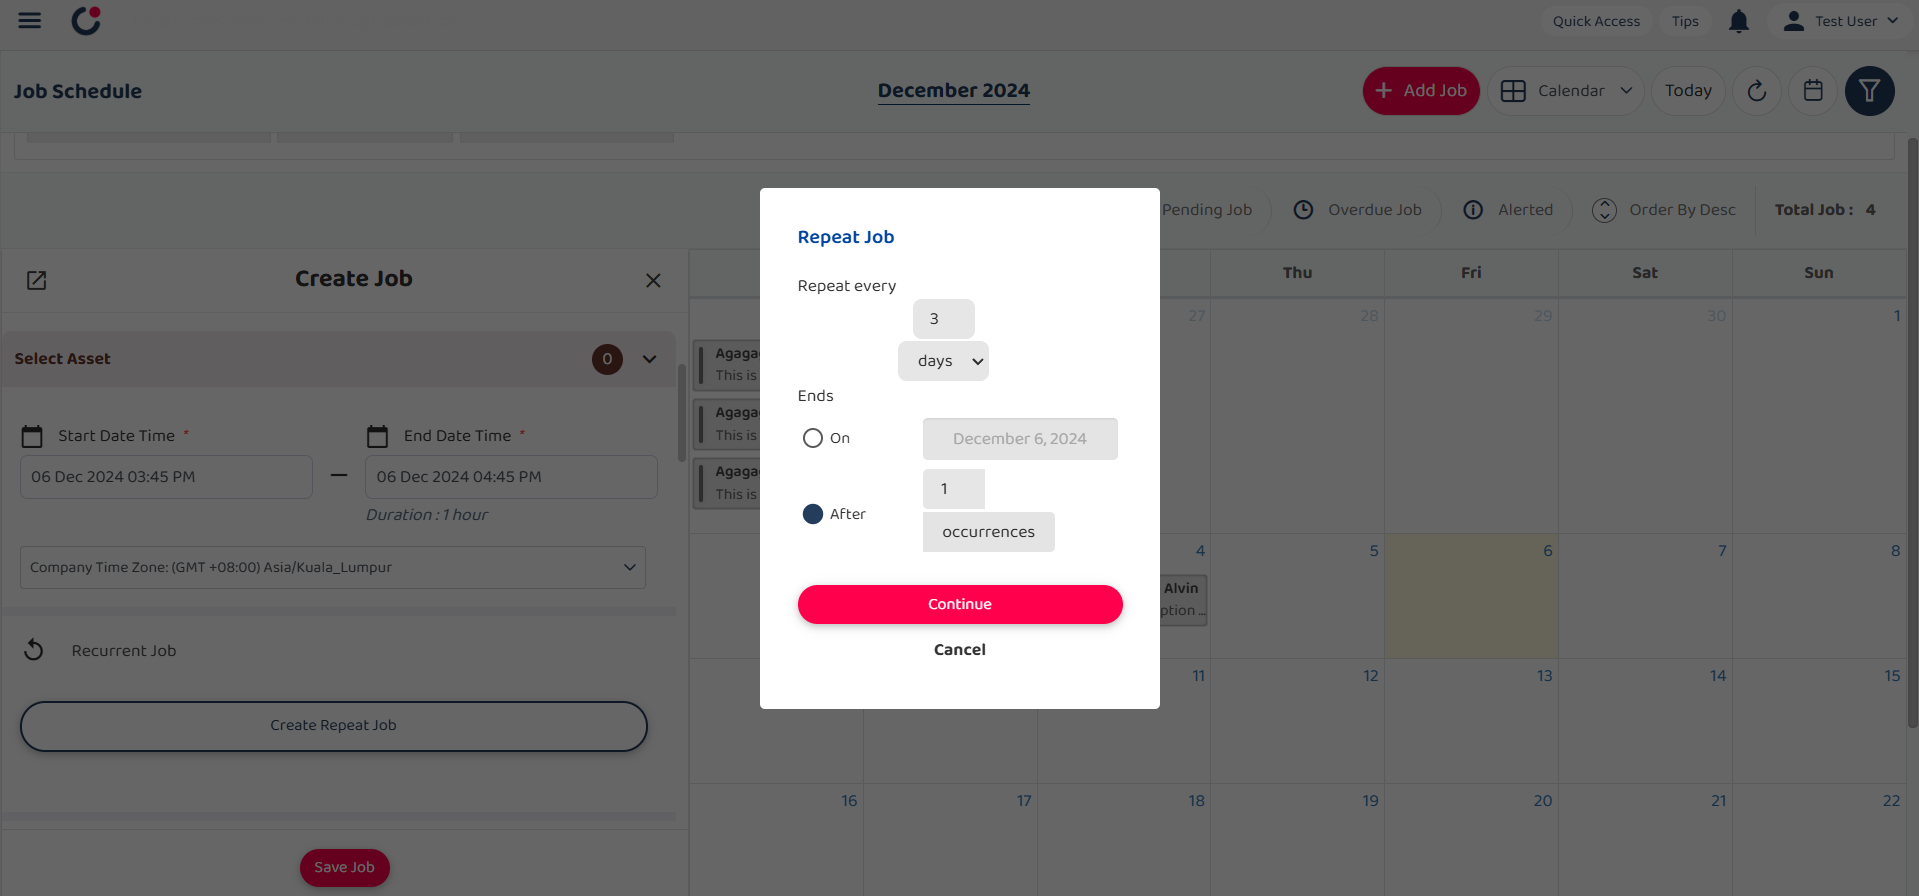 Quick Access
Tips
Test User
Job Schedule
December 2024
Add Job
Calendar
Today
Pending Job
Overdue Job
Alerted
Order By Desc
Total Job : 4
Create Job
Select Asset
0
Start Date Time *
End Date Time *
06 Dec 2024 03:45 PM
06 Dec 2024 04:45 PM
Duration : 1 hour
Company Time Zone: (GMT +08:00) Asia/Kuala_Lumpur
Recurrent Job
Create Repeat Job
Save Job
Repeat Job
Repeat every
3
days
Ends
On
December 6, 2024
After
1
occurrences
Continue
Cancel
Thu
Fri
Sat
Sun
27
28
29
30
1
This is
This is
This is
4
5
6
7
8
Alvin
ption ...
11
12
13
14
15
16
17
18
19
20
21
22